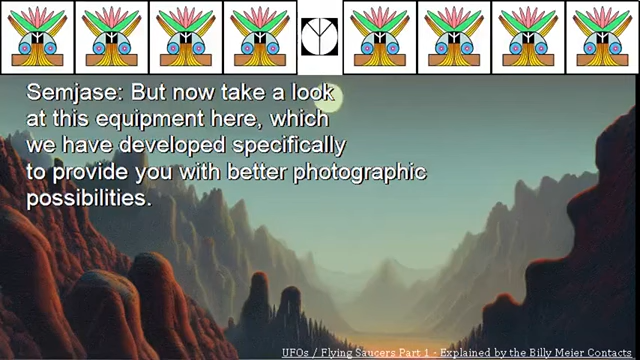 Semjase: But now take a look
at this equipment here, which
we have developed specifically
to provide you with better photographic
possibilities.
UFOs / Flying Saucers Part 1 - Explained by the Billy Meier Contacts